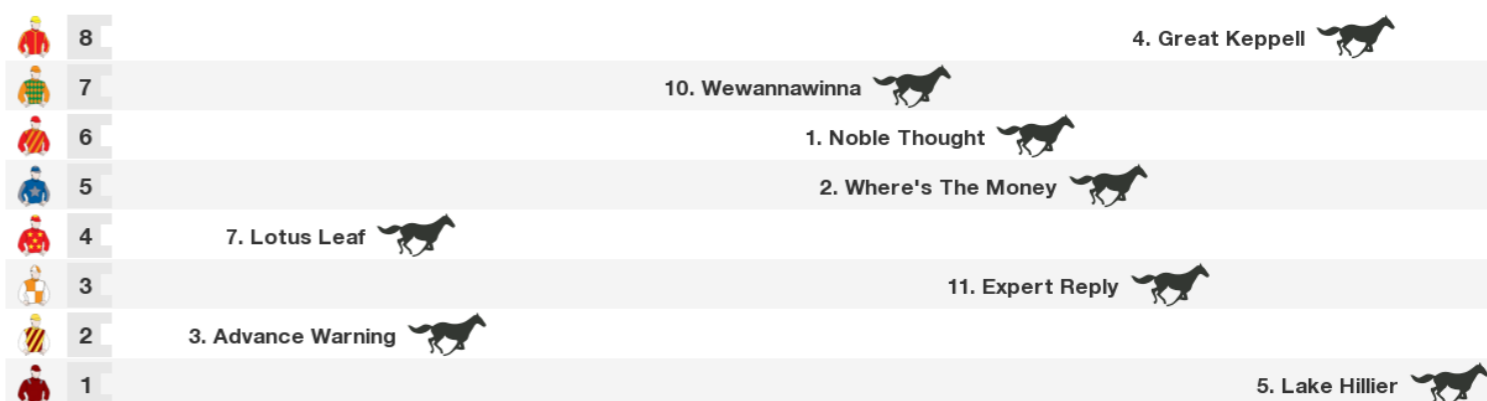 8 4. Great Keppell
7 10. Wewannawinna
6 1. Noble Thought
5 2. Where's The Money
4 7. Lotus Leaf
3 11. Expert Reply
2 3. Advance Warning
1 5. Lake Hillier